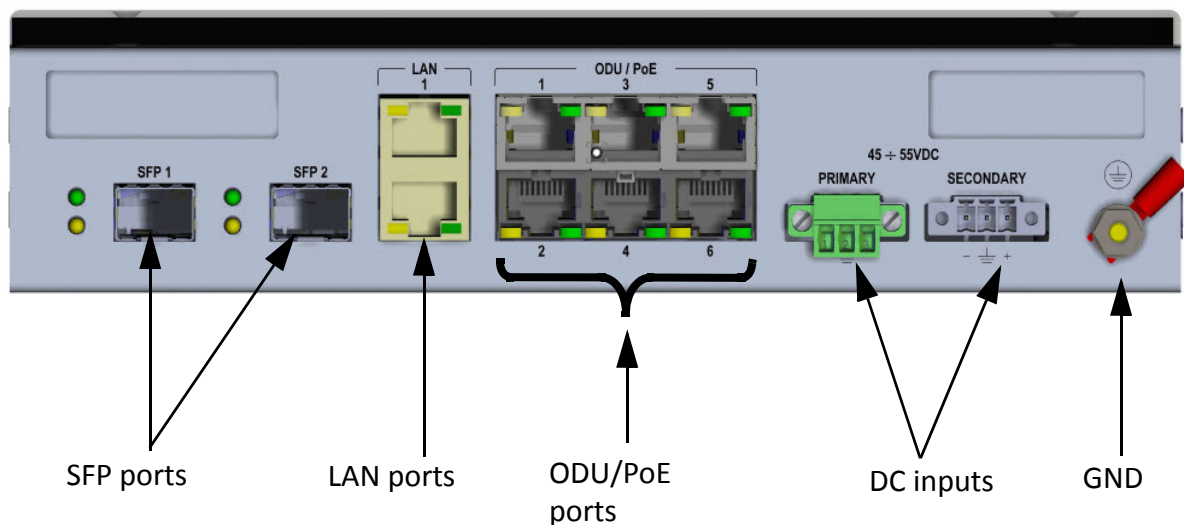 LAN
ODU / PoE
1
1
3
5
45 ÷ 55VDC
SFP 1
SFP 2
PRIMARY
SECONDARY
2
4
6
- +
SFP ports
LAN ports
ODU/PoE
ports
DC inputs
GND